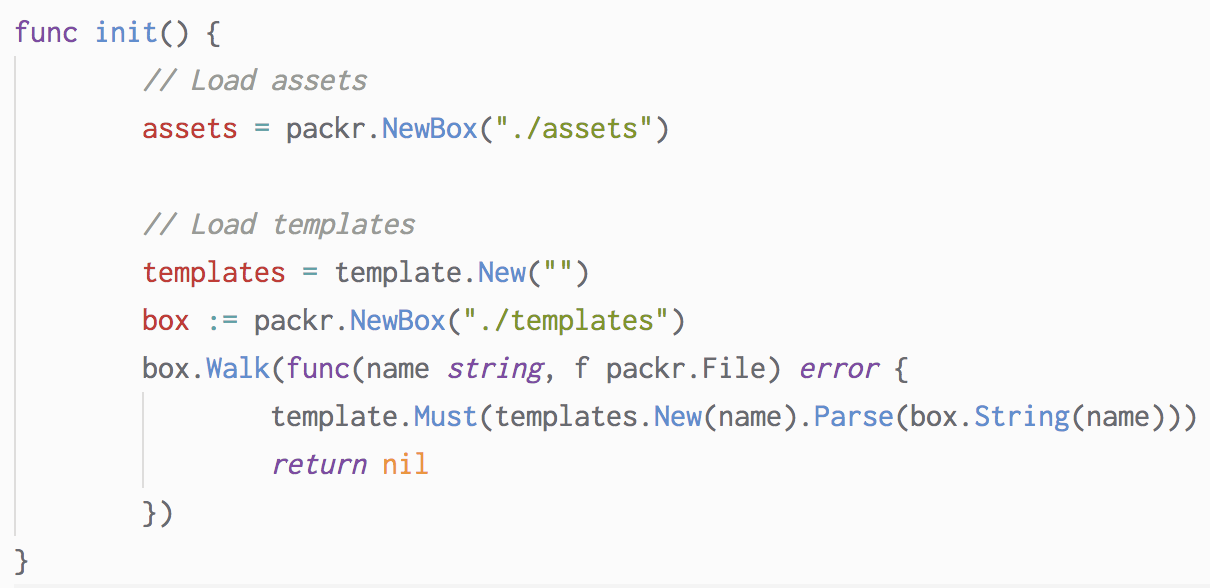 func init() {
// Load assets
assets = packr.NewBox("./assets")
// Load templates
templates = template.New("")
box := packr.NewBox("./templates")
box.Walk(func(name string, f packr.File) error {
template.Must(templates.New(name).Parse(box.String(name)))
return nil
})
}